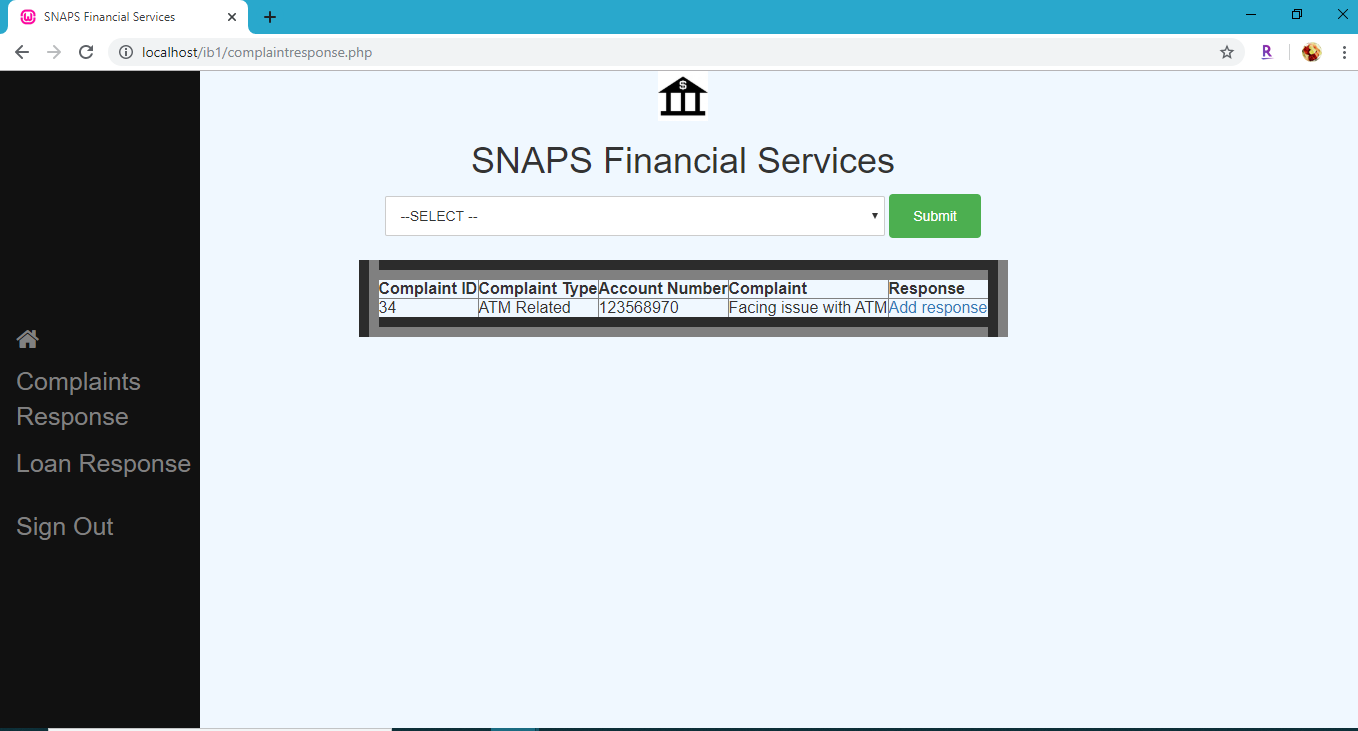 SNAPS Financial Services
localhost/ib1/complaintresponse.php
R
$
SNAPS Financial Services
--SELECT --
Submit
Complaint ID Complaint Type Account Number Complaint Response
34 ATM Related 123568970 Facing issue with ATM Add response
Complaints
Response
Loan Response
Sign Out